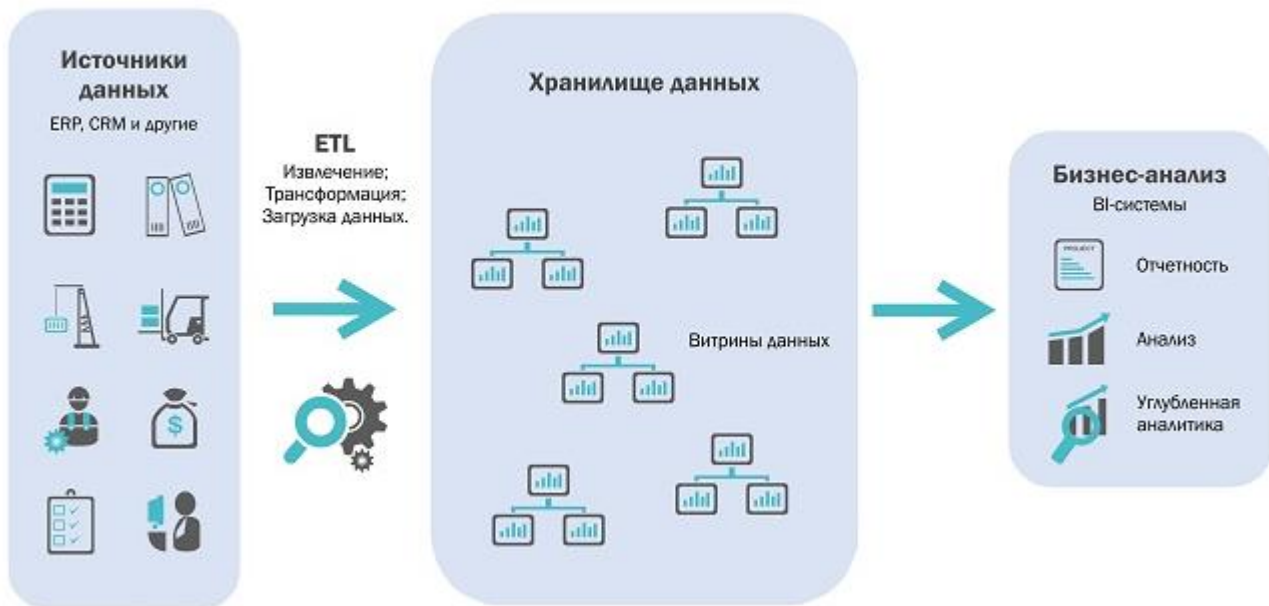 Источники
данных
ERP, CRM и другие
ETL
Извлечение;
Трансформация;
Загрузка данных.
Хранилище данных
Витрины данных
Бизнес-анализ
BI-системы
PROJECT
Отчетность
Анализ
Углубленная
аналитика